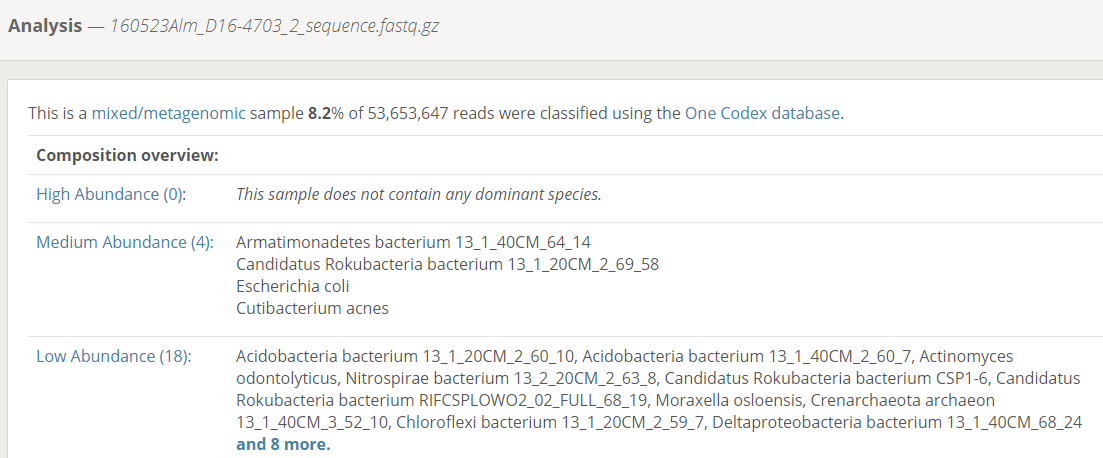 Analysis — 160523Alm_D16-4703_2_sequence.fastq.gz
This is a mixed/metagenomic sample 8.2% of 53,653,647 reads were classified using the One Codex database.
Composition overview:
High Abundance (0): This sample does not contain any dominant species.
Medium Abundance (4): Armatimonadetes bacterium 13_1_40CM_64_14
Candidatus Rokubacteria bacterium 13_1_20CM_2_69_58
Escherichia coli
Cutibacterium acnes
Low Abundance (18): Acidobacteria bacterium 13_1_20CM_2_60_10, Acidobacteria bacterium 13_1_40CM_2_60_7, Actinomyces
odontolyticus, Nitrospirae bacterium 13_2_20CM_2_63_8, Candidatus Rokubacteria bacterium CSP1-6, Candidatus
Rokubacteria bacterium RIFCSPLOWO2_02_FULL_68_19, Moraxella osloensis, Crenarchaeota archaeon
13_1_40CM_3_52_10, Chloroflexi bacterium 13_1_20CM_2_59_7, Deltaproteobacteria bacterium 13_1_40CM_68_24
and 8 more.